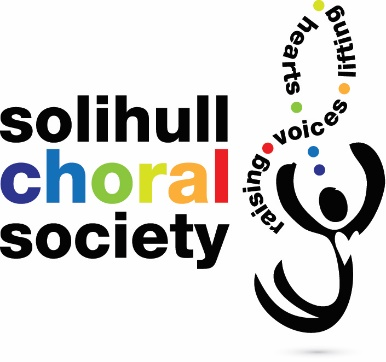 solihull
choral
society
raising voices lifting hearts